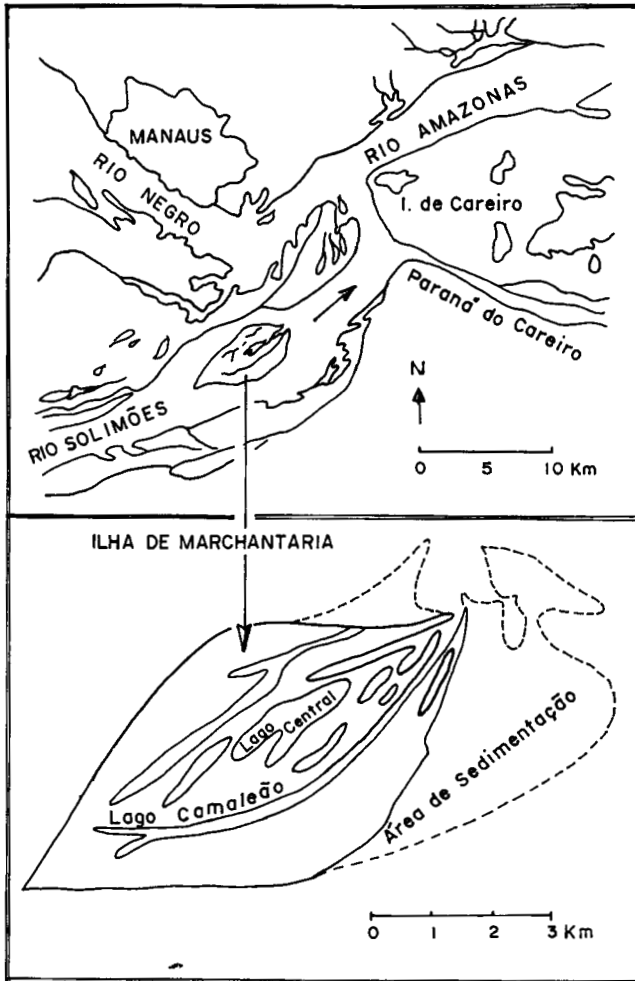 MANAUS
RIO NEGRO
RIO AMAZONAS
I. de Careiro
Paraná do Careiro
N
0 5 10 Km
RIO SOLIMÕES
ILHA DE MARCHANTARIA
Lago Central
Lago Camaleão
Área de Sedimentação
0 1 2 3 Km